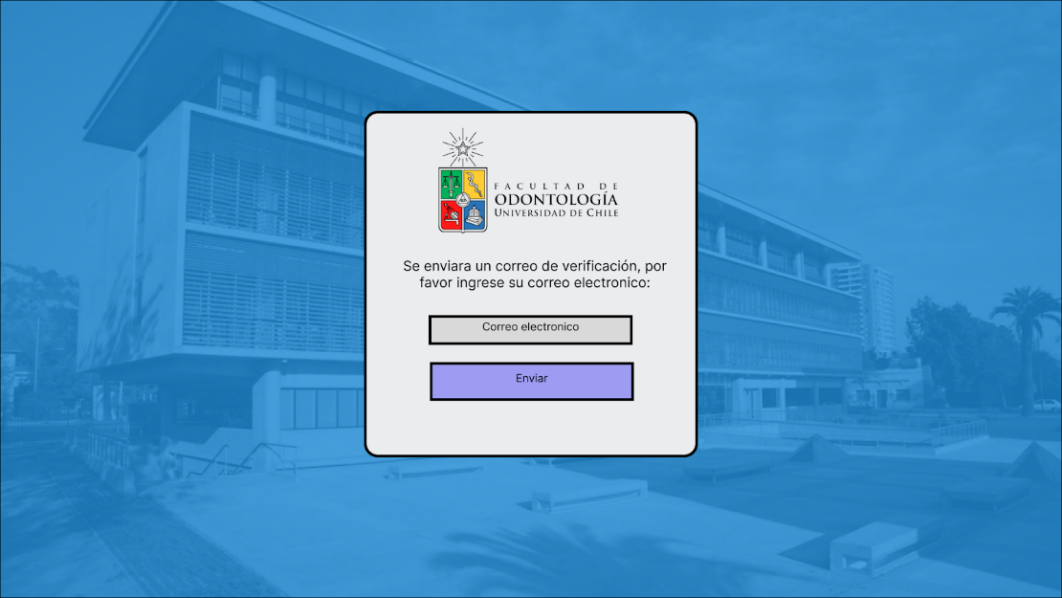 FACULTAD DE
ODONTOLOGÍA
UNIVERSIDAD DE CHILE
Se enviara un correo de verificación, por
favor ingrese su correo electronico:
Correo electronico
Enviar